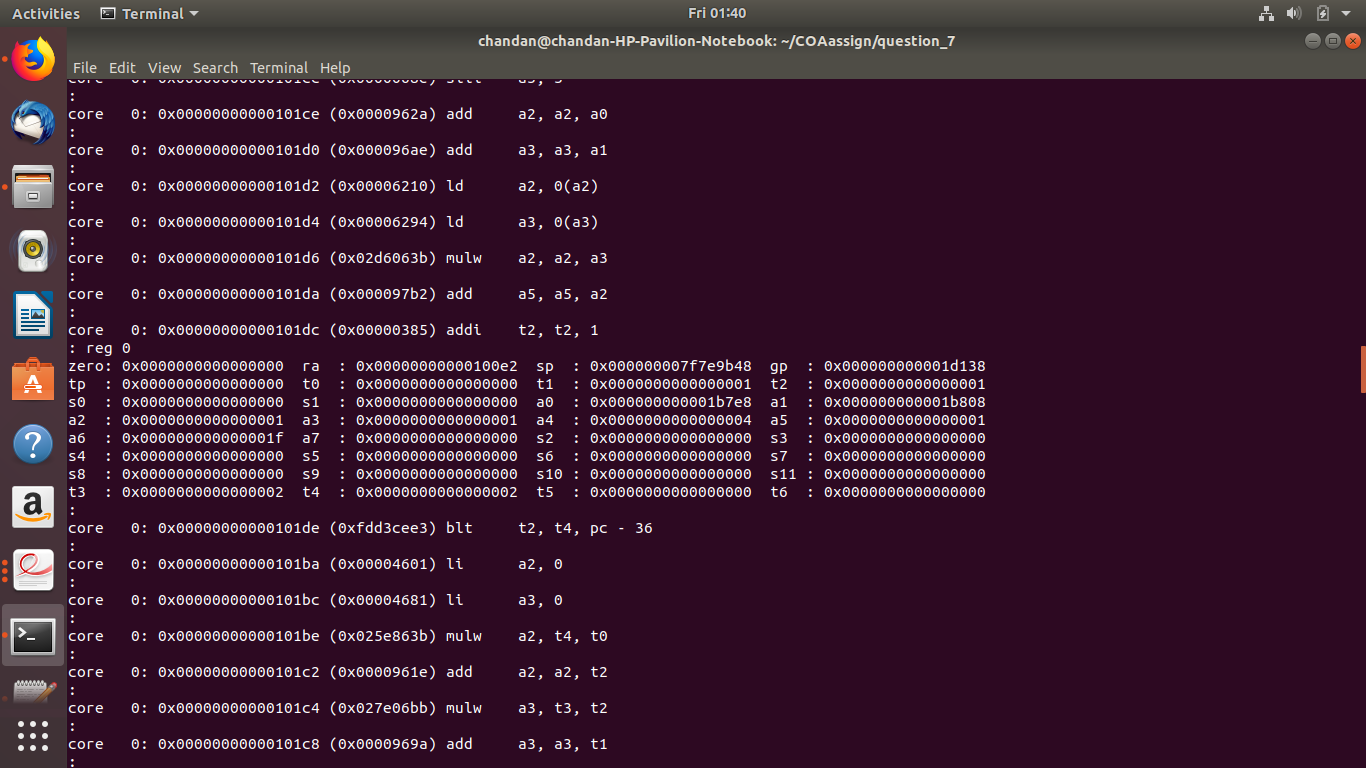 Activities Terminal Fri 01:40
chandan@chandan-HP-Pavilion-Notebook: ~/COAassign/question_7
File Edit View Search Terminal Help
:
core   0: 0x00000000000101ce (0x0000962a) add     a2, a2, a0
:
core   0: 0x00000000000101d0 (0x000096ae) add     a3, a3, a1
:
core   0: 0x00000000000101d2 (0x00006210) ld      a2, 0(a2)
:
core   0: 0x00000000000101d4 (0x00006294) ld      a3, 0(a3)
:
core   0: 0x00000000000101d6 (0x02d6063b) mulw    a2, a2, a3
:
core   0: 0x00000000000101da (0x000097b2) add     a5, a5, a2
:
core   0: 0x00000000000101dc (0x00000385) addi    t2, t2, 1
: reg 0
zero: 0x0000000000000000  ra  : 0x00000000000100e2  sp  : 0x000000007f7e9b48  gp  : 0x000000000001d138
tp  : 0x0000000000000000  t0  : 0x0000000000000000  t1  : 0x0000000000000001  t2  : 0x0000000000000001
s0  : 0x0000000000000000  s1  : 0x0000000000000000  a0  : 0x000000000001b7e8  a1  : 0x000000000001b808
a2  : 0x0000000000000001  a3  : 0x0000000000000001  a4  : 0x0000000000000004  a5  : 0x0000000000000001
a6  : 0x000000000000001f  a7  : 0x0000000000000000  s2  : 0x0000000000000000  s3  : 0x0000000000000000
s4  : 0x0000000000000000  s5  : 0x0000000000000000  s6  : 0x0000000000000000  s7  : 0x0000000000000000
s8  : 0x0000000000000000  s9  : 0x0000000000000000  s10 : 0x0000000000000000  s11 : 0x0000000000000000
t3  : 0x0000000000000002  t4  : 0x0000000000000002  t5  : 0x0000000000000000  t6  : 0x0000000000000000
:
core   0: 0x00000000000101de (0xfdd3cee3) blt     t2, t4, pc - 36
:
core   0: 0x00000000000101ba (0x00004601) li      a2, 0
:
core   0: 0x00000000000101bc (0x00004681) li      a3, 0
:
core   0: 0x00000000000101be (0x025e863b) mulw    a2, t4, t0
:
core   0: 0x00000000000101c2 (0x0000961e) add     a2, a2, t2
:
core   0: 0x00000000000101c4 (0x027e06bb) mulw    a3, t3, t2
:
core   0: 0x00000000000101c8 (0x0000969a) add     a3, a3, t1
: